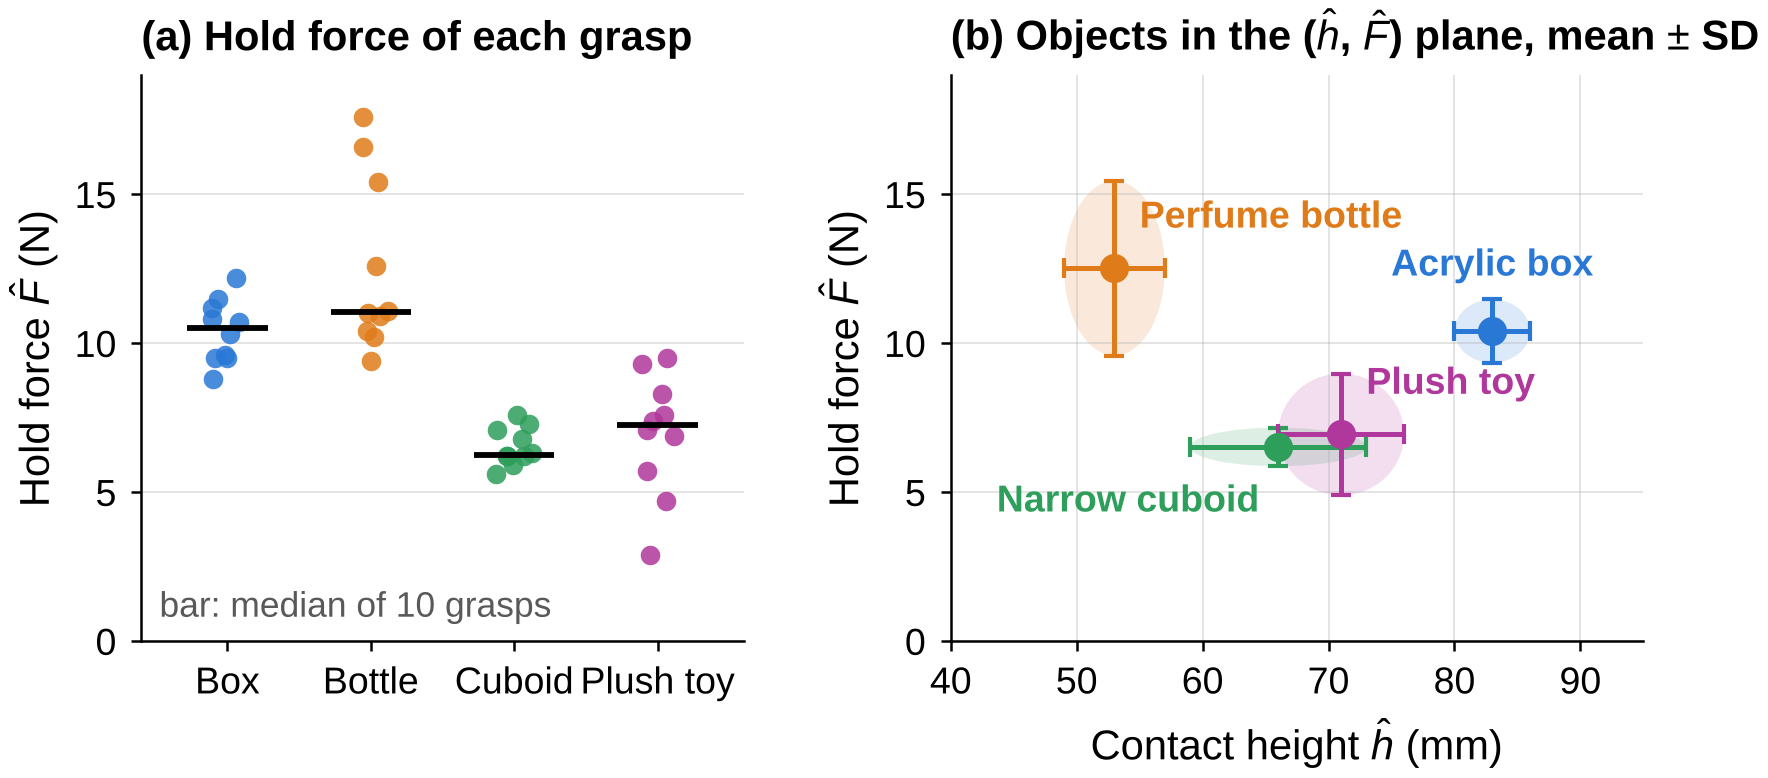 (a) Hold force of each grasp
Hold force F̂ (N)
15
10
5
0
bar: median of 10 grasps
Box Bottle Cuboid Plush toy
(b) Objects in the (ĥ, F̂) plane, mean ± SD
Hold force F̂ (N)
15
10
5
0
Perfume bottle
Acrylic box
Plush toy
Narrow cuboid
40 50 60 70 80 90
Contact height ĥ (mm)